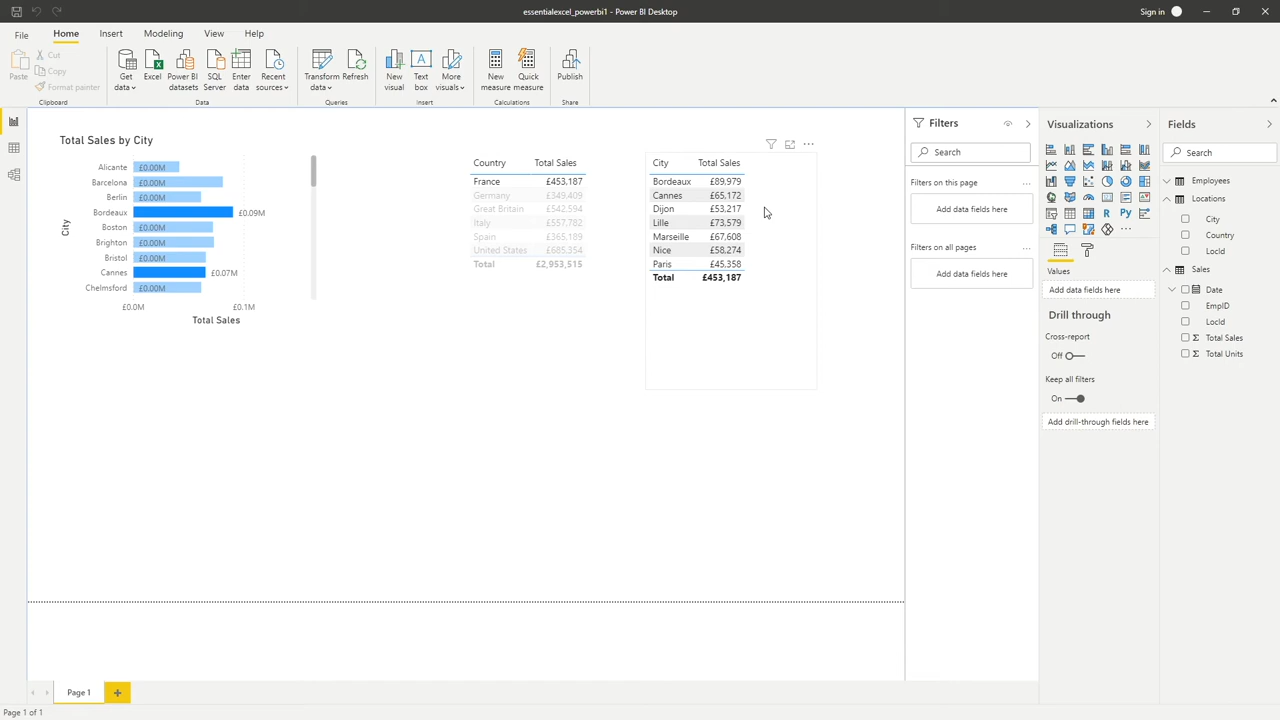 essentialexcel_powerbi1 - Power BI Desktop
Sign in
File
Home
Insert
Modeling
View
Help
Paste
Cut
Copy
Format painter
Clipboard
Get data
Excel
Power BI datasets
SQL Server
Enter data
Recent sources
Data
Transform data
Refresh
Queries
New visual
Text box
More visuals
Insert
New measure
Quick measure
Calculations
Publish
Share
Total Sales by City
City
Alicante £0.00M
Barcelona £0.00M
Berlin £0.00M
Bordeaux £0.09M
Boston £0.00M
Brighton £0.00M
Bristol £0.00M
Cannes £0.07M
Chelmsford £0.00M
£0.0M £0.1M
Total Sales
Country Total Sales
France £453,187
Germany £349,409
Great Britain £542,594
Italy £557,782
Spain £365,189
United States £685,354
Total £2,953,515
City Total Sales
Bordeaux £89,979
Cannes £65,172
Dijon £53,217
Lille £73,579
Marseille £67,608
Nice £58,274
Paris £45,358
Total £453,187
Filters
Search
Filters on this page
Add data fields here
Filters on all pages
Add data fields here
Visualizations
R
Py
Values
Add data fields here
Drill through
Cross-report
Off
Keep all filters
On
Add drill-through fields here
Fields
Search
Employees
Locations
City
Country
LocId
Sales
Date
EmpID
LocId
Σ Total Sales
Σ Total Units
Page 1
Page 1 of 1